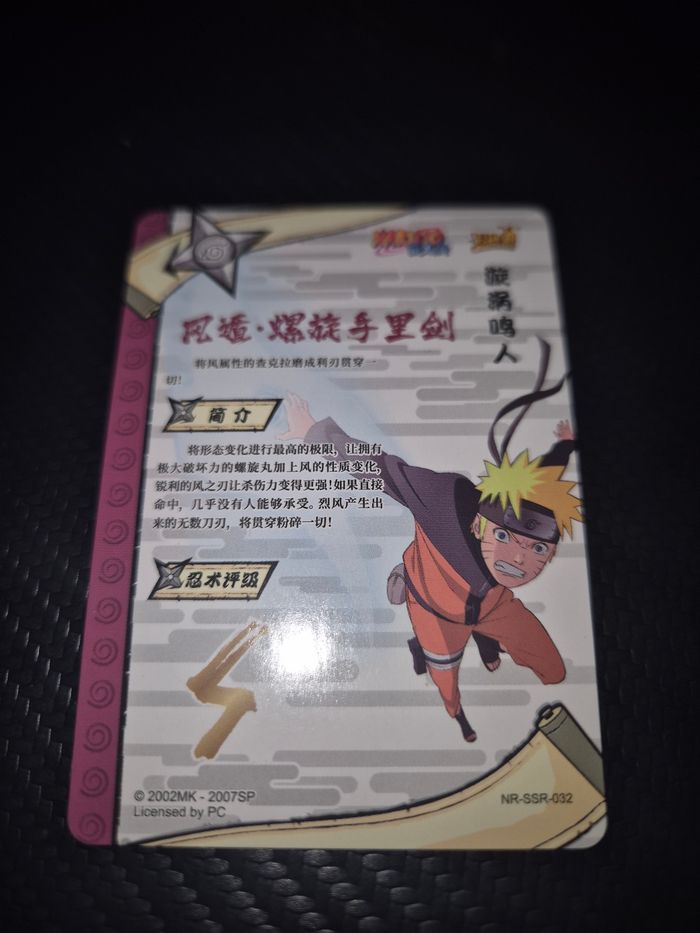 旋涡鸣人
风遁·螺旋手里剑
将风属性的查克拉磨成利刃贯穿一
切!
简介
将形态变化进行最高的极限，让拥有
极大破坏力的螺旋丸加上风的性质变化,
锐利的风之刃让杀伤力变得更强!如果直接
命中，几乎没有人能够承受。烈风产生出
来的无数刀刃，将贯穿粉碎一切!
忍术评级
S
© 2002MK - 2007SP
Licensed by PC
NR-SSR-032